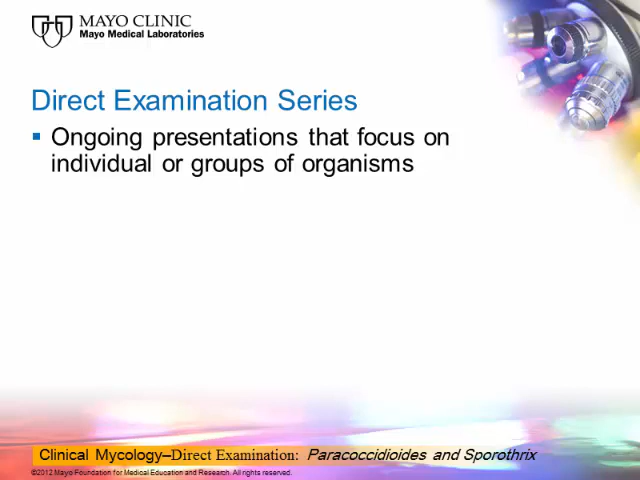 MAYO CLINIC
Mayo Medical Laboratories
Direct Examination Series
Ongoing presentations that focus on
individual or groups of organisms
Clinical Mycology–Direct Examination: Paracoccidioides and Sporothrix
©2012 Mayo Foundation for Medical Education and Research. All rights reserved.